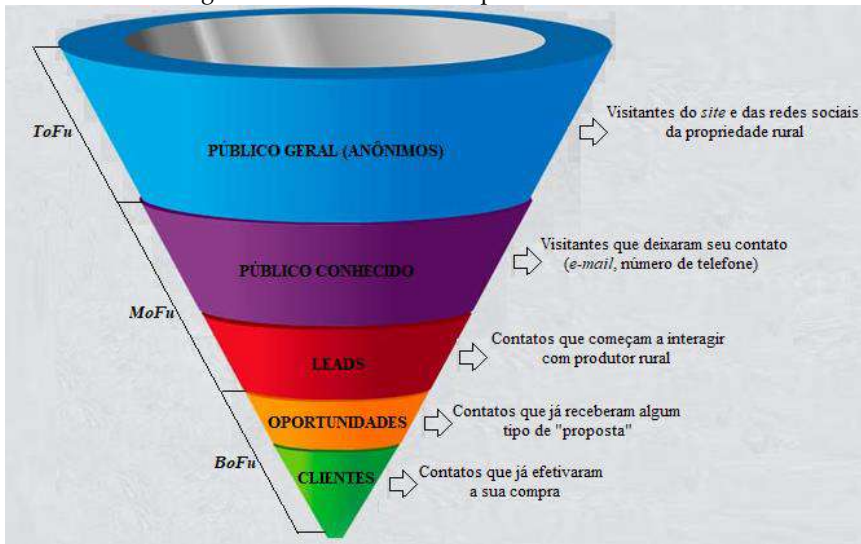 ToFu
PÚBLICO GERAL (ANÔNIMOS)
Visitantes do site e das redes sociais
da propriedade rural
PÚBLICO CONHECIDO
Visitantes que deixaram seu contato
(e-mail, número de telefone)
MoFu
LEADS
Contatos que começam a interagir
com produtor rural
OPORTUNIDADES
Contatos que já receberam algum
tipo de "proposta"
BoFu
CLIENTES
Contatos que já efetivaram
a sua compra